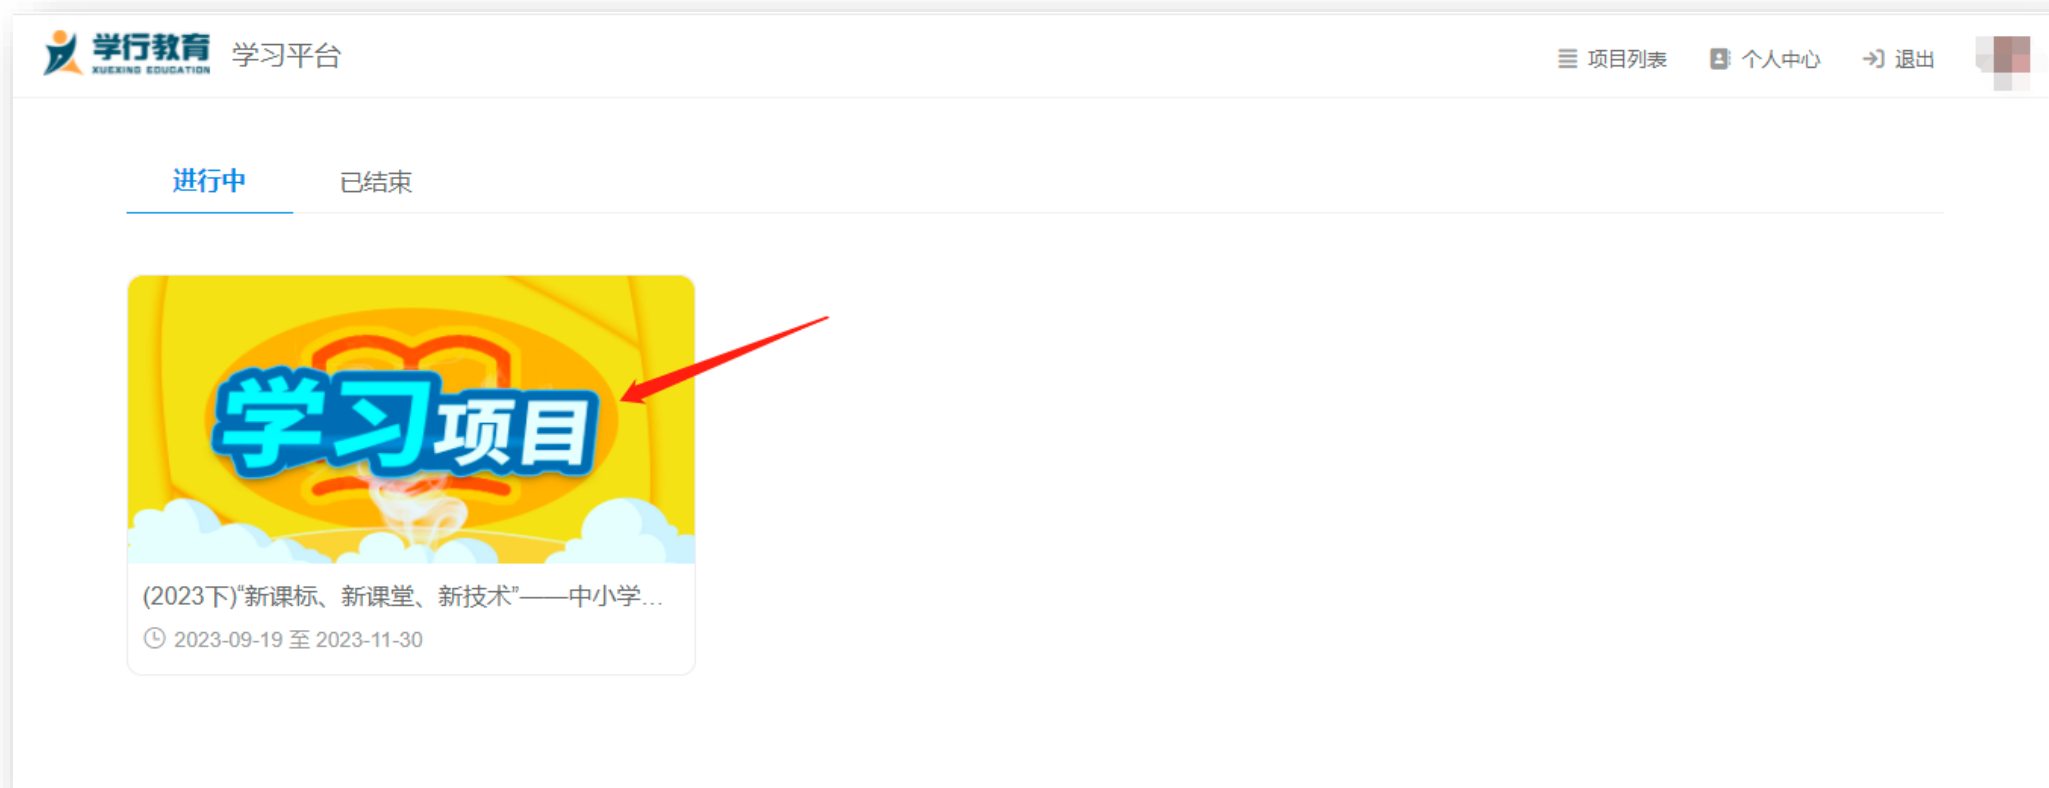 学行教育
XUEXING EDUCATION
学习平台
项目列表
个人中心
退出
进行中
已结束
学习项目
(2023下)“新课标、新课堂、新技术”——中小学...
2023-09-19 至 2023-11-30